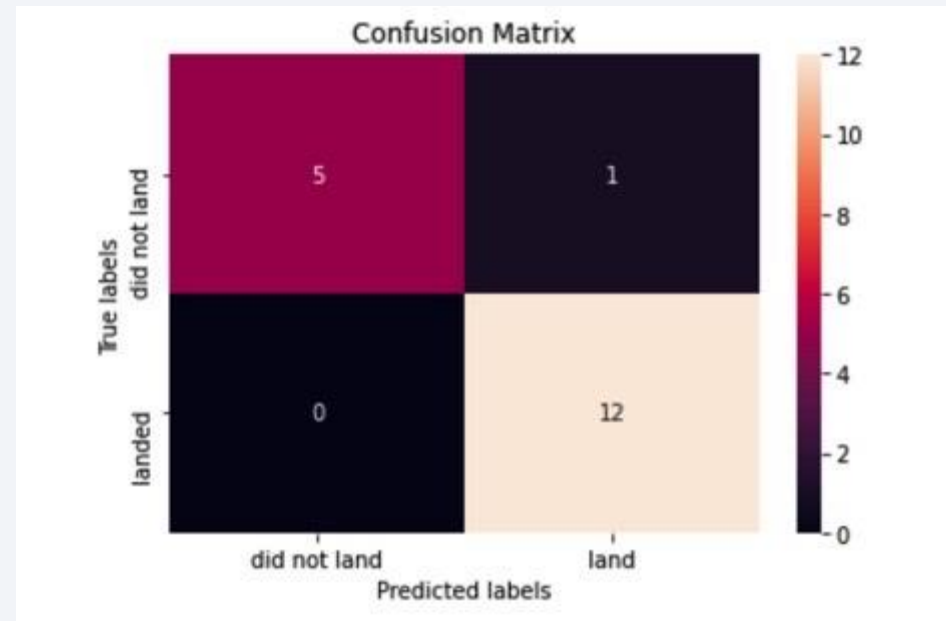 Confusion Matrix
True labels
did not land
landed
5
1
0
12
did not land
land
Predicted labels
12
10
8
6
4
2
0